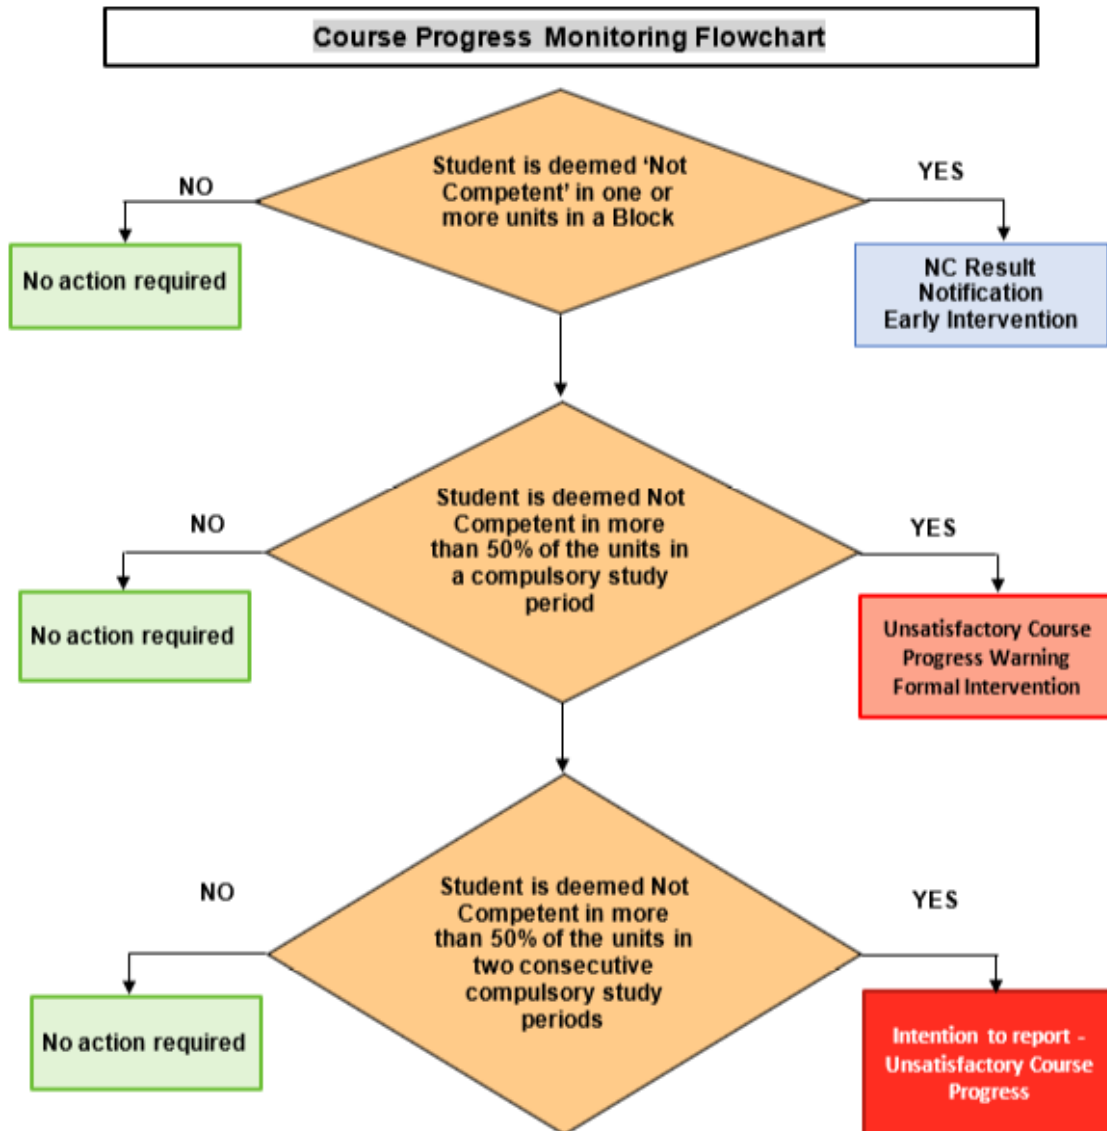 Course Progress Monitoring Flowchart
Student is deemed ‘Not
Competent’ in one or
more units in a Block
NO
YES
No action required
NC Result
Notification
Early Intervention
Student is deemed Not
Competent in more
than 50% of the units in
a compulsory study
period
NO
YES
No action required
Unsatisfactory Course
Progress Warning
Formal Intervention
Student is deemed Not
Competent in more
than 50% of the units in
two consecutive
compulsory study
periods
NO
YES
No action required
Intention to report -
Unsatisfactory Course
Progress